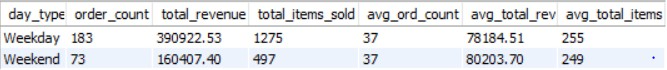 day_type order_count total_revenue total_items_sold avg_ord_count avg_total_rev avg_total_items
Weekday 183 390922.53 1275 37 78184.51 255
Weekend 73 160407.40 497 37 80203.70 249